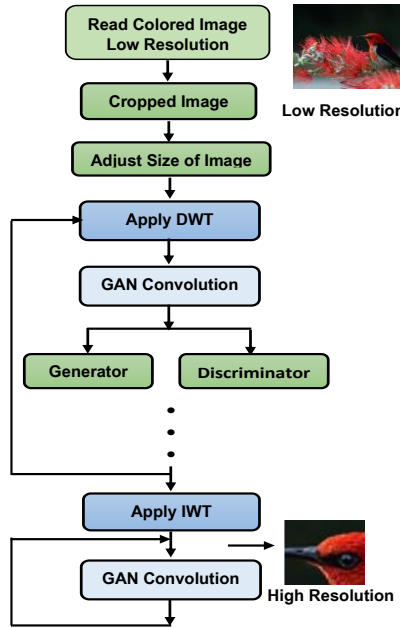 Read Colored Image
Low Resolution
Cropped Image
Low Resolution
Adjust Size of Image
Apply DWT
GAN Convolution
Generator
Discriminator
Apply IWT
GAN Convolution
High Resolution